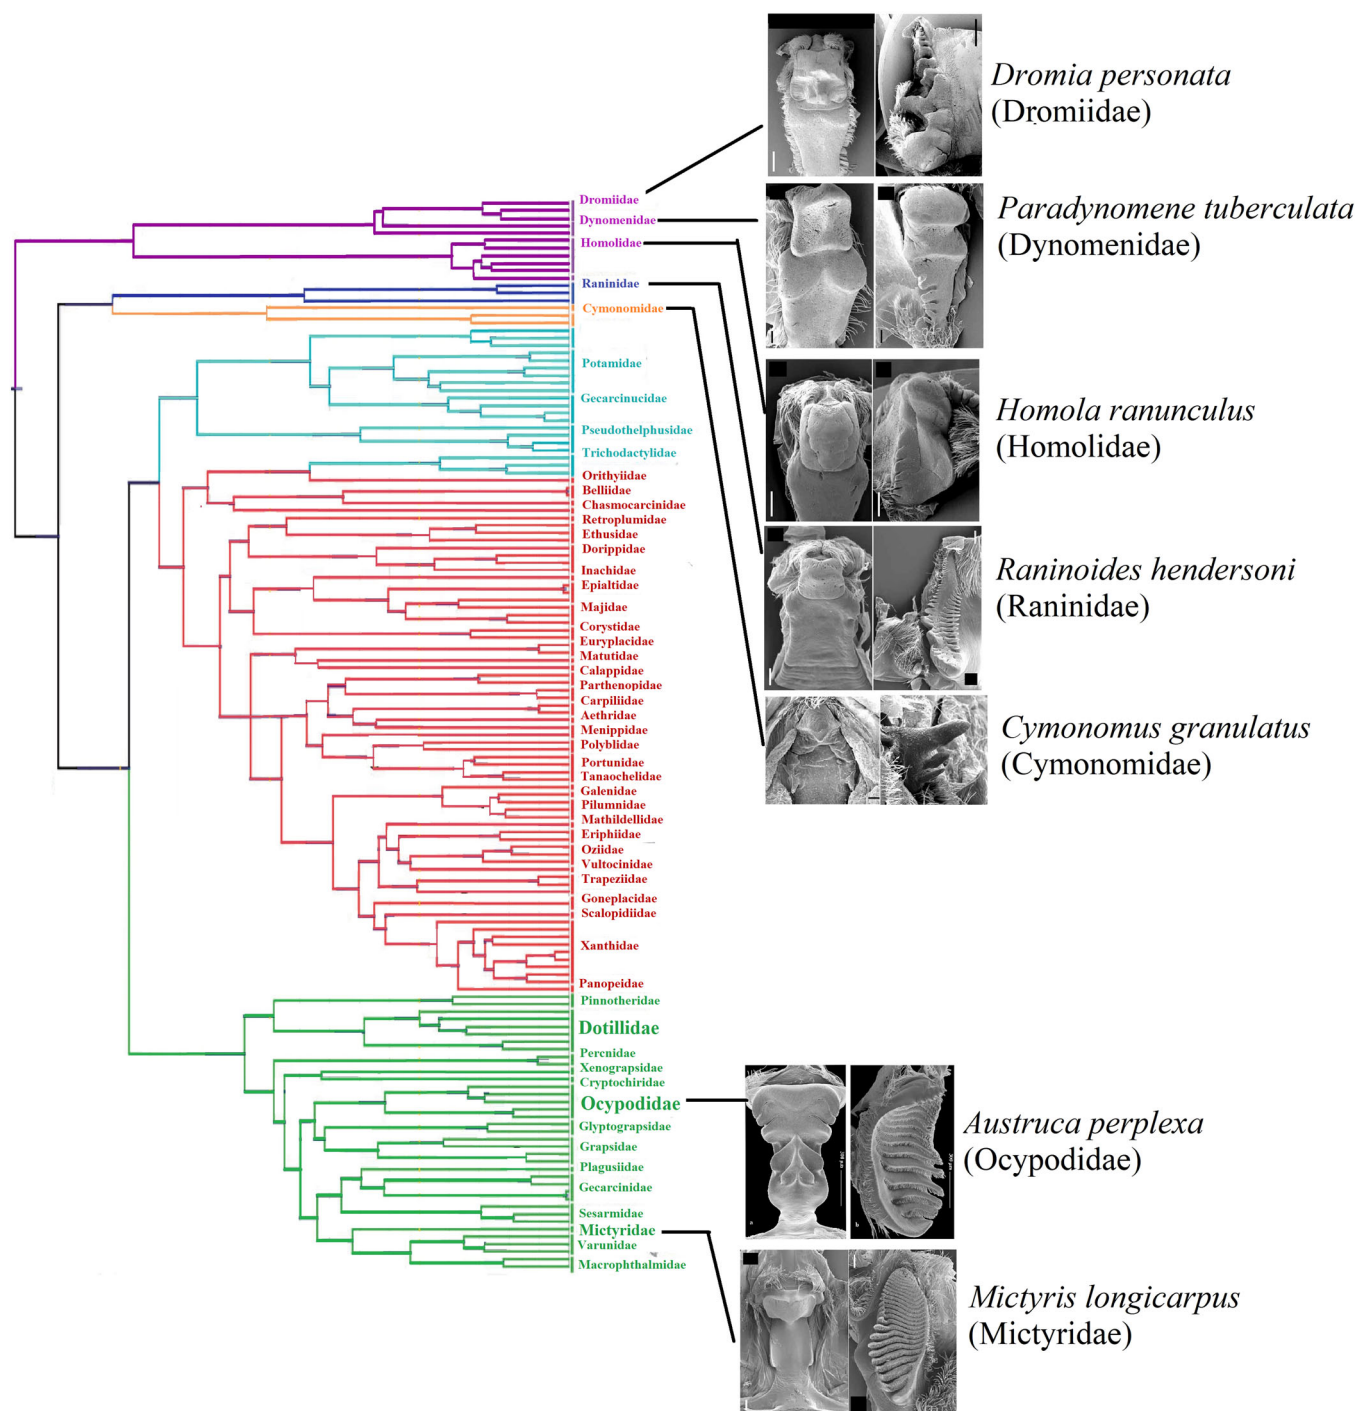 Dromia personata
(Dromiidae)
Paradynomene tuberculata
(Dynomenidae)
Homola ranunculus
(Homolidae)
Raninoides hendersoni
(Raninidae)
Cymonomus granulatus
(Cymonomidae)
Austruca perplexa
(Ocypodidae)
Mictyris longicarpus
(Mictyridae)
Dromiidae
Dynomenidae
Homolidae
Raninidae
Cymonomidae
Potamidae
Gecarcinucidae
Pseudothelphusidae
Trichodactylidae
Orithyiidae
Belliidae
Chasmocarcinidae
Retroplumidae
Ethusidae
Dorippidae
Inachidae
Epialtidae
Majidae
Corystidae
Euryplacidae
Matutidae
Calappidae
Parthenopidae
Carpiliidae
Aethridae
Menippidae
Polyblidae
Portunidae
Tanaochelidae
Galenidae
Pilumnidae
Mathildellidae
Eriphiidae
Oziidae
Vultocinidae
Trapeziidae
Goneplacidae
Scalopidiidae
Xanthidae
Panopeidae
Pinnotheridae
Dotillidae
Percnidae
Xenograpsidae
Cryptochiridae
Ocypodidae
Glyptograpsidae
Grapsidae
Plagusiidae
Gecarcinidae
Sesarmidae
Mictyridae
Varunidae
Macrophthalmidae
a
b